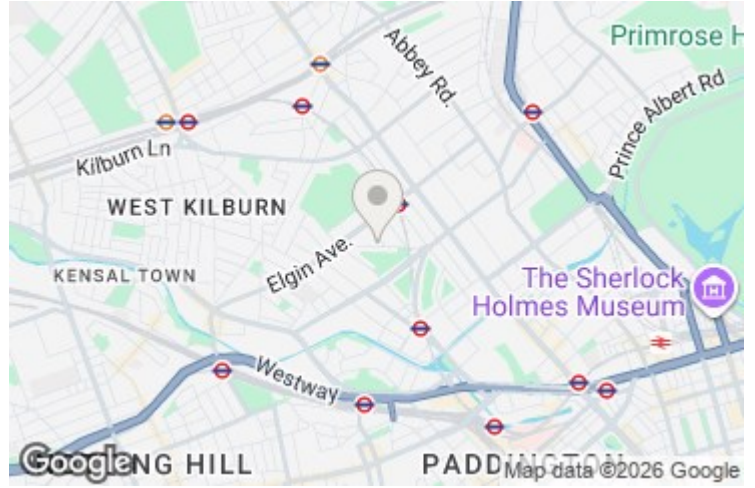 Primrose H
Abbey Rd.
Prince Albert Rd
Kilburn Ln
WEST KILBURN
Elgin Ave.
KENSAL TOWN
The Sherlock
Holmes Museum
Westway
Google
NG HILL
PADDINGTON
Map data ©2026 Google